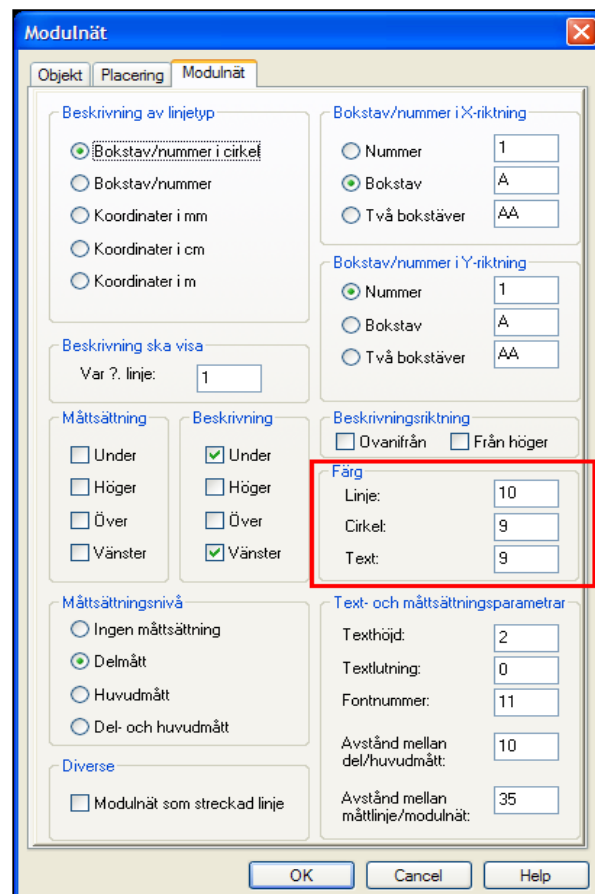 Modulnät
Objekt Placering Modulnät
Beskrivning av linjetyp
Bokstav/nummer i cirkel
Bokstav/nummer
Koordinater i mm
Koordinater i cm
Koordinater i m
Bokstav/nummer i X-riktning
Nummer 1
Bokstav A
Två bokstäver AA
Bokstav/nummer i Y-riktning
Nummer 1
Bokstav A
Två bokstäver AA
Beskrivning ska visa
Var ?. linje: 1
Måttsättning
Under
Höger
Över
Vänster
Beskrivning
Under
Höger
Över
Vänster
Beskrivningsriktning
Ovanifrån Från höger
Färg
Linje: 10
Cirkel: 9
Text: 9
Måttsättningsnivå
Ingen måttsättning
Delmått
Huvudmått
Del- och huvudmått
Text- och måttsättningsparametrar
Texthöjd: 2
Textlutning: 0
Fontnummer: 11
Avstånd mellan
del/huvudmått: 10
Avstånd mellan
måttlinje/modulnät: 35
Diverse
Modulnät som streckad linje
OK Cancel Help